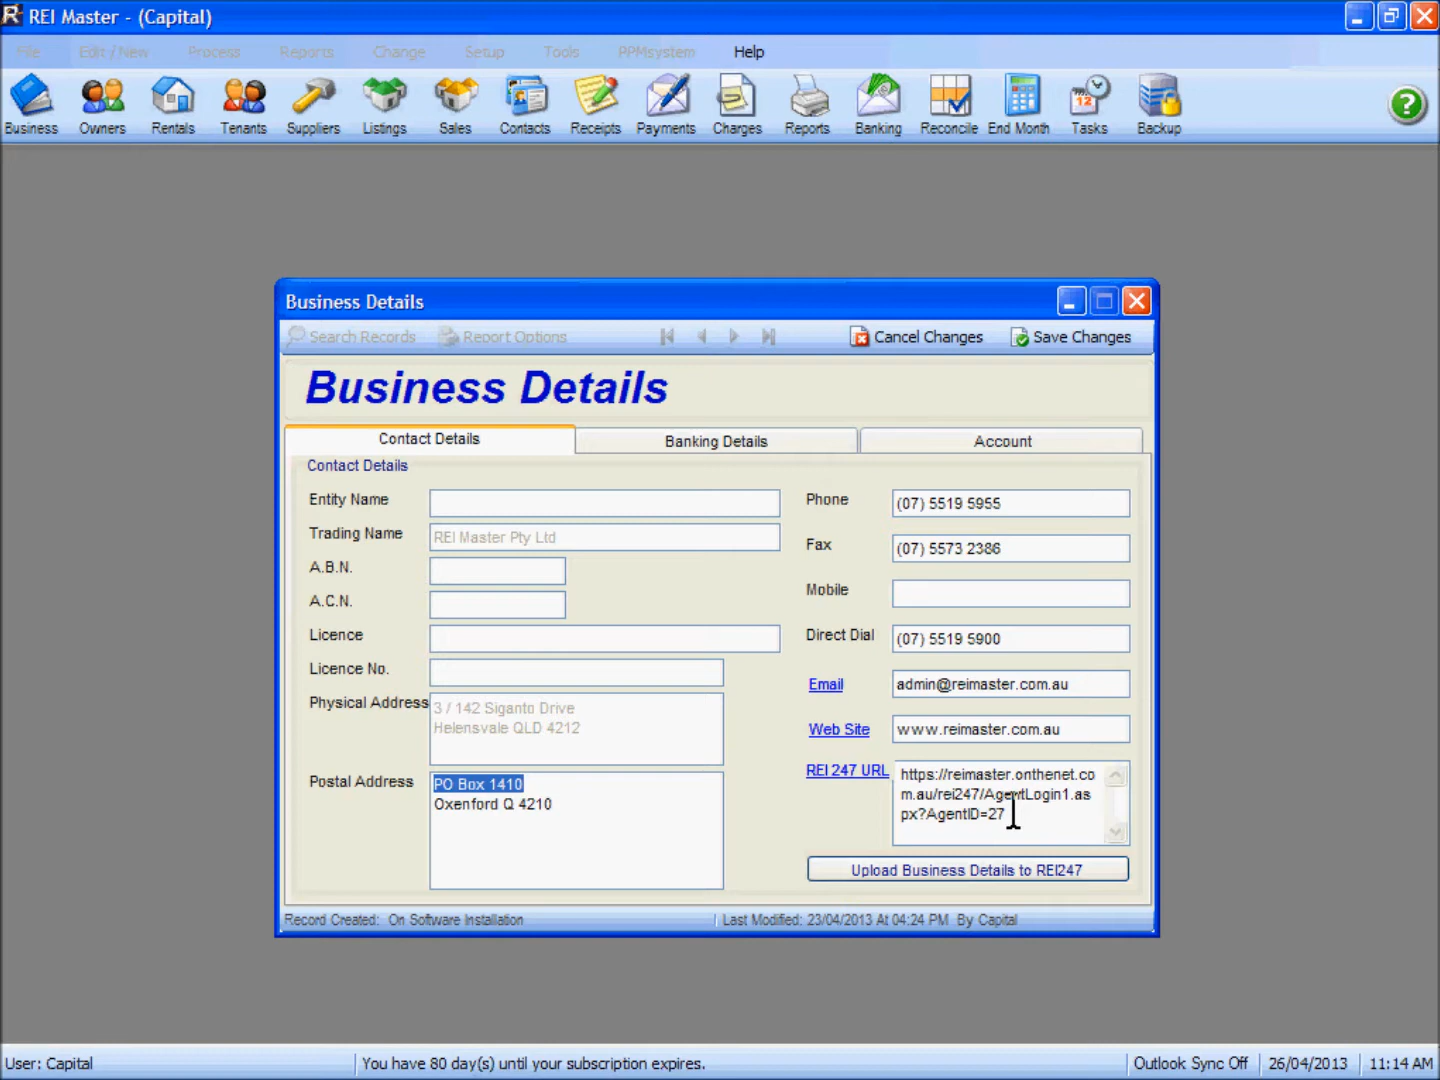 REI Master - (Capital)
File Edit / New Process Reports Change Setup Tools PPMsystem Help
Business Owners Rentals Tenants Suppliers Listings Sales Contacts Receipts Payments Charges Reports Banking Reconcile End Month Tasks Backup
12
Business Details
Search Records Report Options Cancel Changes Save Changes
Business Details
Contact Details Banking Details Account
Contact Details
Entity Name
Trading Name REI Master Pty Ltd
A.B.N.
A.C.N.
Licence
Licence No.
Physical Address 3 / 142 Siganto Drive
Helensvale QLD 4212
Postal Address PO Box 1410
Oxenford Q 4210
Phone (07) 5519 5955
Fax (07) 5573 2386
Mobile
Direct Dial (07) 5519 5900
Email admin@reimaster.com.au
Web Site www.reimaster.com.au
REI 247 URL https://reimaster.onthenet.co
m.au/rei247/AgentLogin1.as
px?AgentID=27
Upload Business Details to REI247
Record Created: On Software Installation Last Modified: 23/04/2013 At 04:24 PM By Capital
User: Capital You have 80 day(s) until your subscription expires. Outlook Sync Off 26/04/2013 11:14 AM